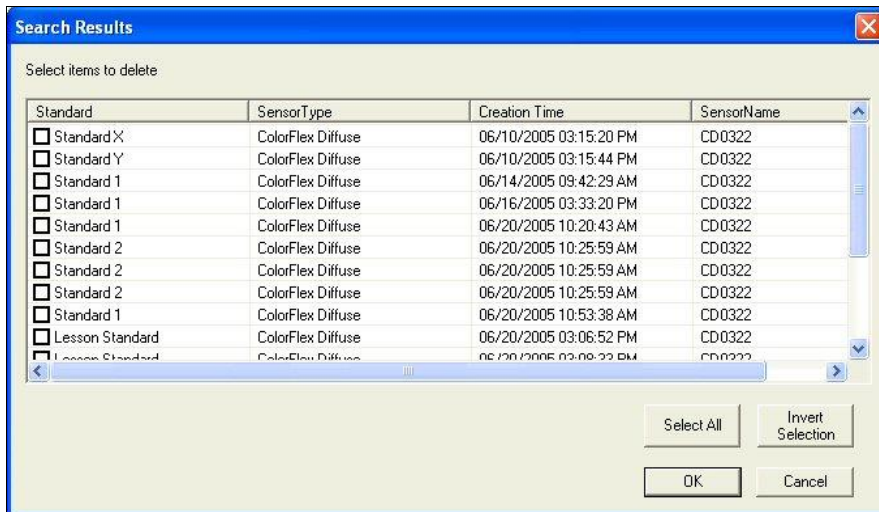 Search Results
Select items to delete
Standard SensorType Creation Time SensorName
Standard X ColorFlex Diffuse 06/10/2005 03:15:20 PM CD0322
Standard Y ColorFlex Diffuse 06/10/2005 03:15:44 PM CD0322
Standard 1 ColorFlex Diffuse 06/14/2005 09:42:29 AM CD0322
Standard 1 ColorFlex Diffuse 06/16/2005 03:33:20 PM CD0322
Standard 1 ColorFlex Diffuse 06/20/2005 10:20:43 AM CD0322
Standard 2 ColorFlex Diffuse 06/20/2005 10:25:59 AM CD0322
Standard 2 ColorFlex Diffuse 06/20/2005 10:25:59 AM CD0322
Standard 2 ColorFlex Diffuse 06/20/2005 10:25:59 AM CD0322
Standard 1 ColorFlex Diffuse 06/20/2005 10:53:38 AM CD0322
Lesson Standard ColorFlex Diffuse 06/20/2005 03:06:52 PM CD0322
Lesson Standard ColorFlex Diffuse
Select All
Invert
Selection
OK
Cancel